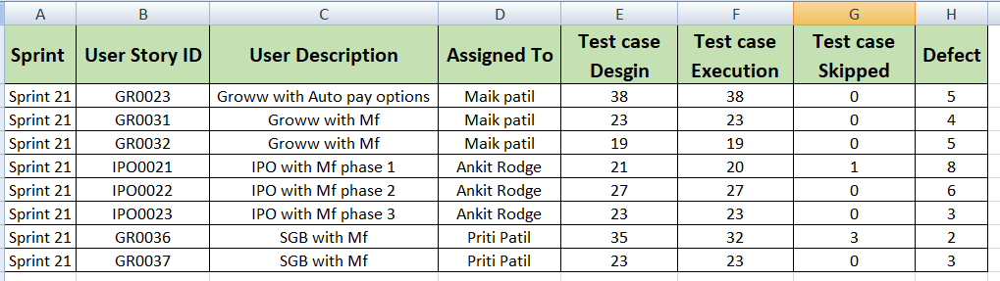 A B C D E F G H
Sprint User Story ID User Description Assigned To Test case Desgin Test case Execution Test case Skipped Defect
Sprint 21 GR0023 Groww with Auto pay options Maik patil 38 38 0 5
Sprint 21 GR0031 Groww with Mf Maik patil 23 23 0 4
Sprint 21 GR0032 Groww with Mf Maik patil 19 19 0 5
Sprint 21 IPO0021 IPO with Mf phase 1 Ankit Rodge 21 20 1 8
Sprint 21 IPO0022 IPO with Mf phase 2 Ankit Rodge 27 27 0 6
Sprint 21 IPO0023 IPO with Mf phase 3 Ankit Rodge 23 23 0 3
Sprint 21 GR0036 SGB with Mf Priti Patil 35 32 3 2
Sprint 21 GR0037 SGB with Mf Priti Patil 23 23 0 3